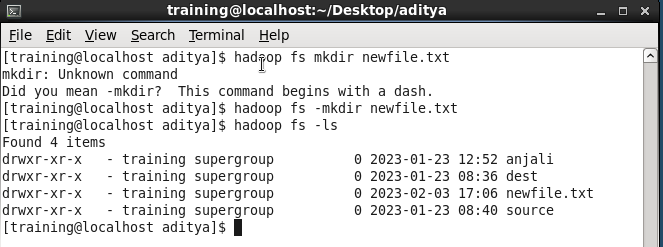 training@localhost:~/Desktop/aditya
File Edit View Search Terminal Help
[training@localhost aditya]$ hadoop fs mkdir newfile.txt
mkdir: Unknown command
Did you mean -mkdir?  This command begins with a dash.
[training@localhost aditya]$ hadoop fs -mkdir newfile.txt
[training@localhost aditya]$ hadoop fs -ls
Found 4 items
drwxr-xr-x   - training supergroup          0 2023-01-23 12:52 anjali
drwxr-xr-x   - training supergroup          0 2023-01-23 08:36 dest
drwxr-xr-x   - training supergroup          0 2023-02-03 17:06 newfile.txt
drwxr-xr-x   - training supergroup          0 2023-01-23 08:40 source
[training@localhost aditya]$